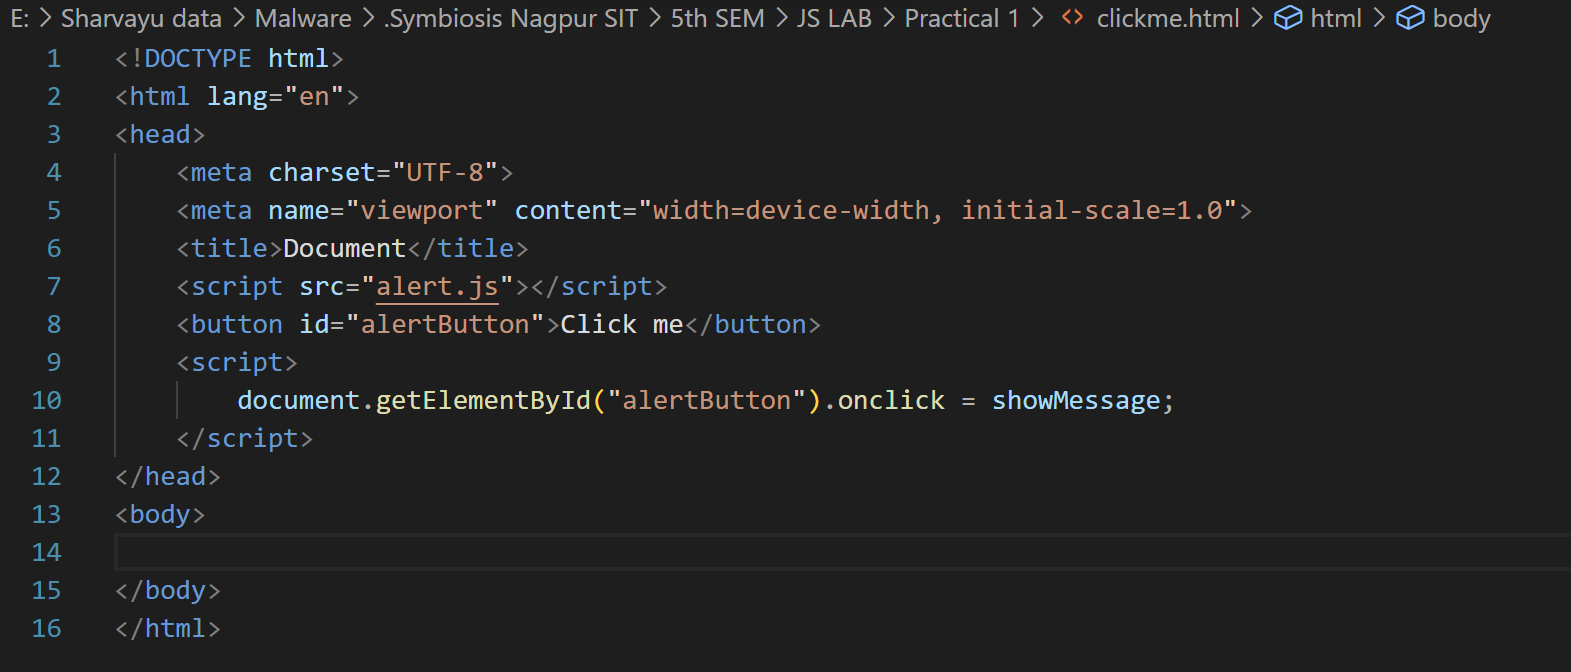 E: > Sharvayu data > Malware > .Symbiosis Nagpur SIT > 5th SEM > JS LAB > Practical 1 > <> clickme.html > html > body
1 <!DOCTYPE html>
2 <html lang="en">
3 <head>
4     <meta charset="UTF-8">
5     <meta name="viewport" content="width=device-width, initial-scale=1.0">
6     <title>Document</title>
7     <script src="alert.js"></script>
8     <button id="alertButton">Click me</button>
9     <script>
10         document.getElementById("alertButton").onclick = showMessage;
11     </script>
12 </head>
13 <body>
14
15 </body>
16 </html>